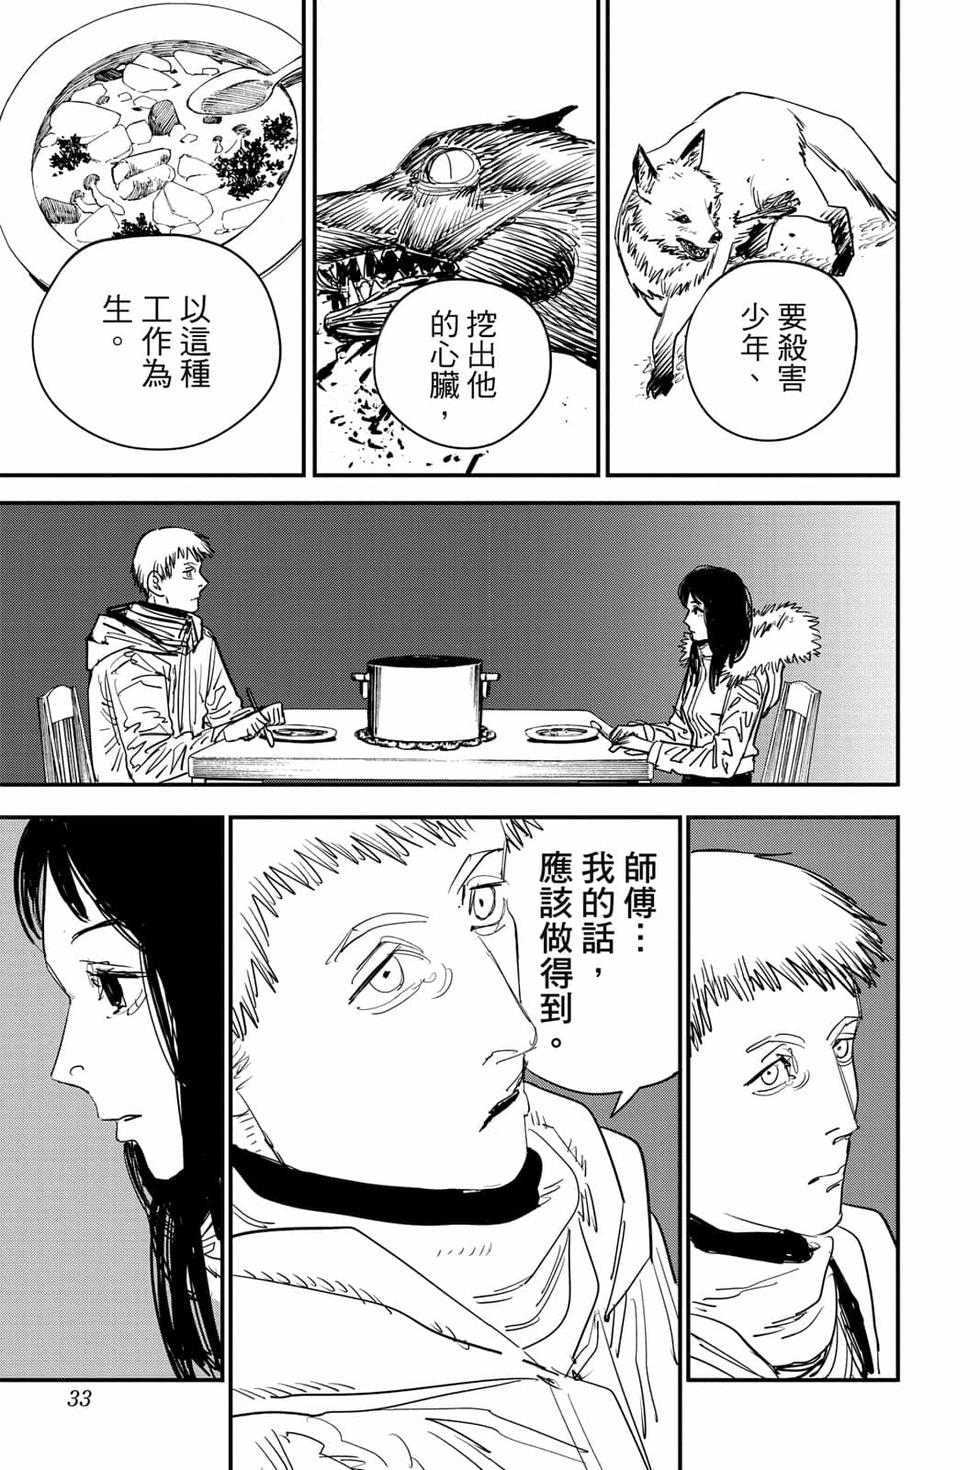 要殺害
少年、
挖出他
的心臟，
以這種
工作為
生。
師傅⋯
我的話，
應該做得到。
33